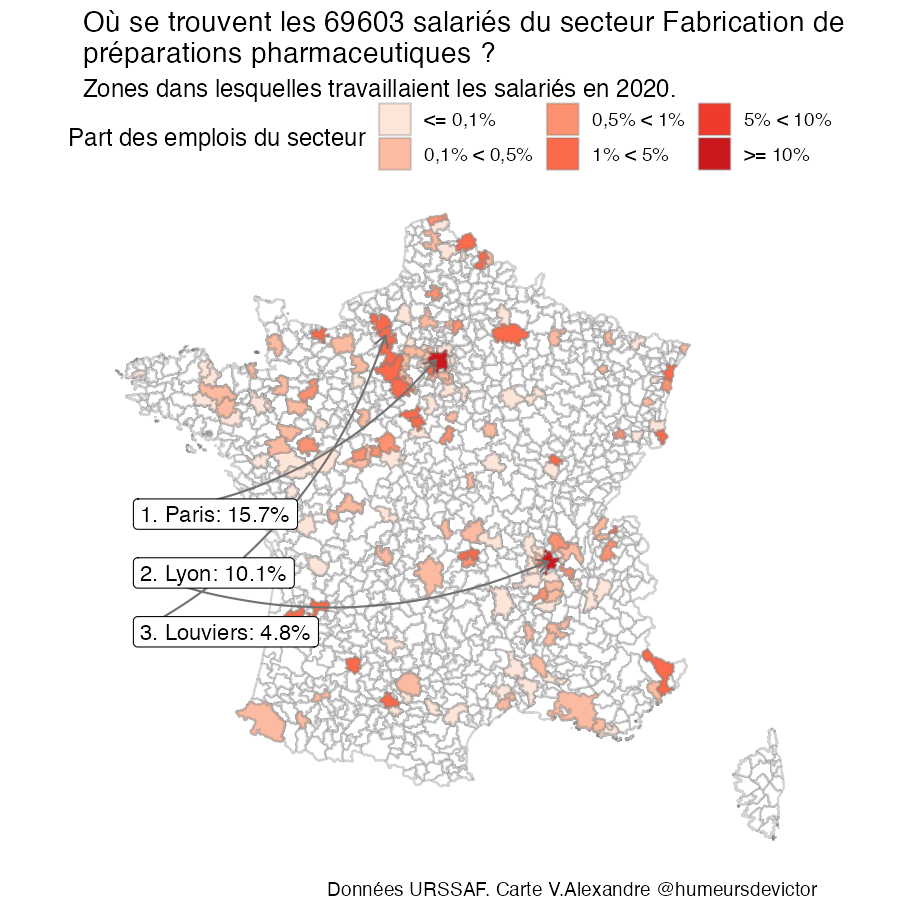 Où se trouvent les 69603 salariés du secteur Fabrication de
préparations pharmaceutiques ?
Zones dans lesquelles travaillaient les salariés en 2020.
Part des emplois du secteur
<= 0,1%
0,1% < 0,5%
0,5% < 1%
1% < 5%
5% < 10%
>= 10%
1. Paris: 15.7%
2. Lyon: 10.1%
3. Louviers: 4.8%
Données URSSAF. Carte V.Alexandre @humeursdevictor